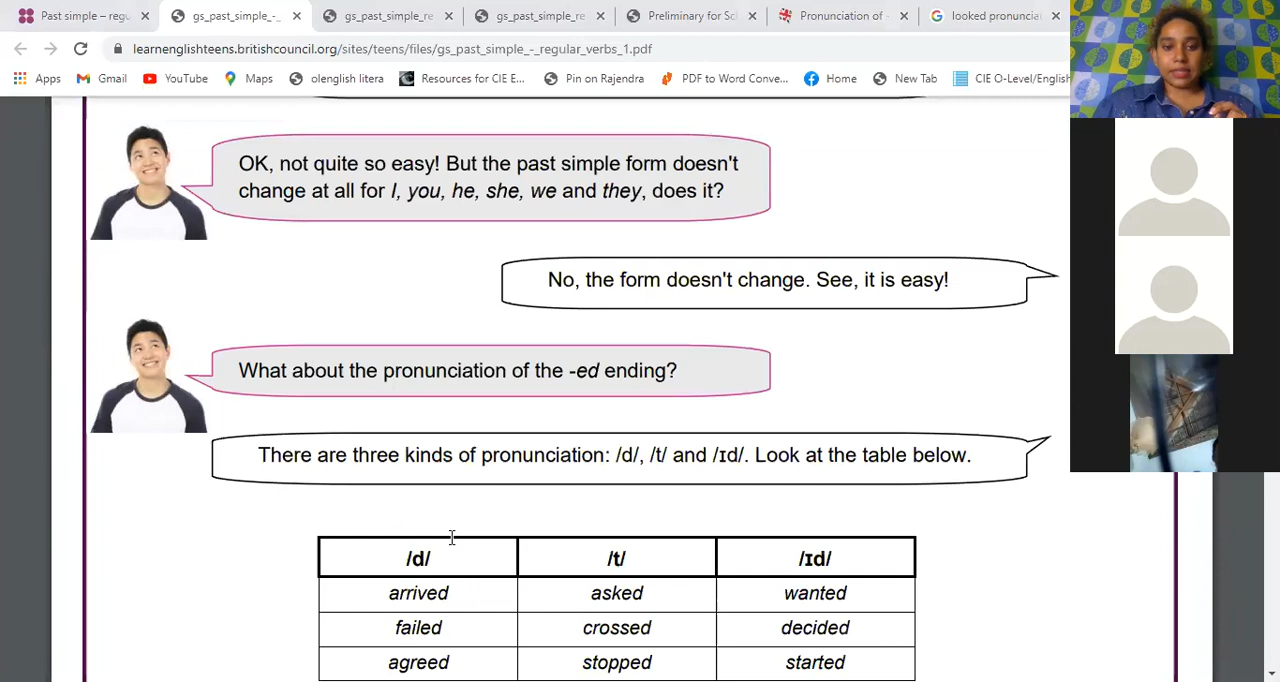 Past simple – regu
gs_past_simple_-_
gs_past_simple_re
gs_past_simple_re
Preliminary for Sc
Pronunciation of -
looked pronunciat
learnenglishteens.britishcouncil.org/sites/teens/files/gs_past_simple_-_regular_verbs_1.pdf
Apps
Gmail
YouTube
Maps
olenglish litera
Resources for CIE E...
Pin on Rajendra
PDF to Word Conve...
Home
New Tab
CIE O-Level/English
OK, not quite so easy! But the past simple form doesn't
change at all for I, you, he, she, we and they, does it?
No, the form doesn't change. See, it is easy!
What about the pronunciation of the -ed ending?
There are three kinds of pronunciation: /d/, /t/ and /ɪd/. Look at the table below.
/d/ /t/ /ɪd/
arrived asked wanted
failed crossed decided
agreed stopped started